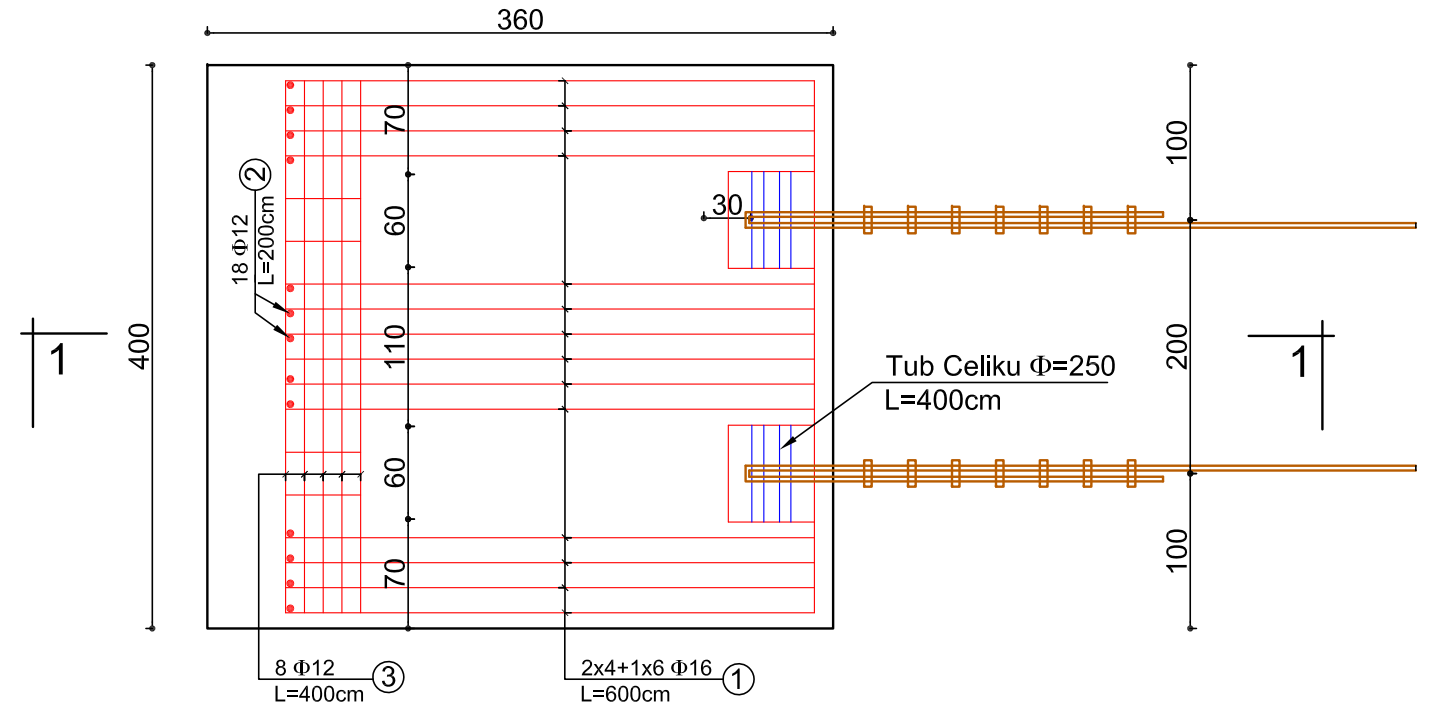 360
70
100
2
18 Φ12
L=200cm
60
30
1
400
110
200
1
Tub Celiku Φ=250
L=400cm
60
70
100
8 Φ12
L=400cm
3
2x4+1x6 Φ16
L=600cm
1